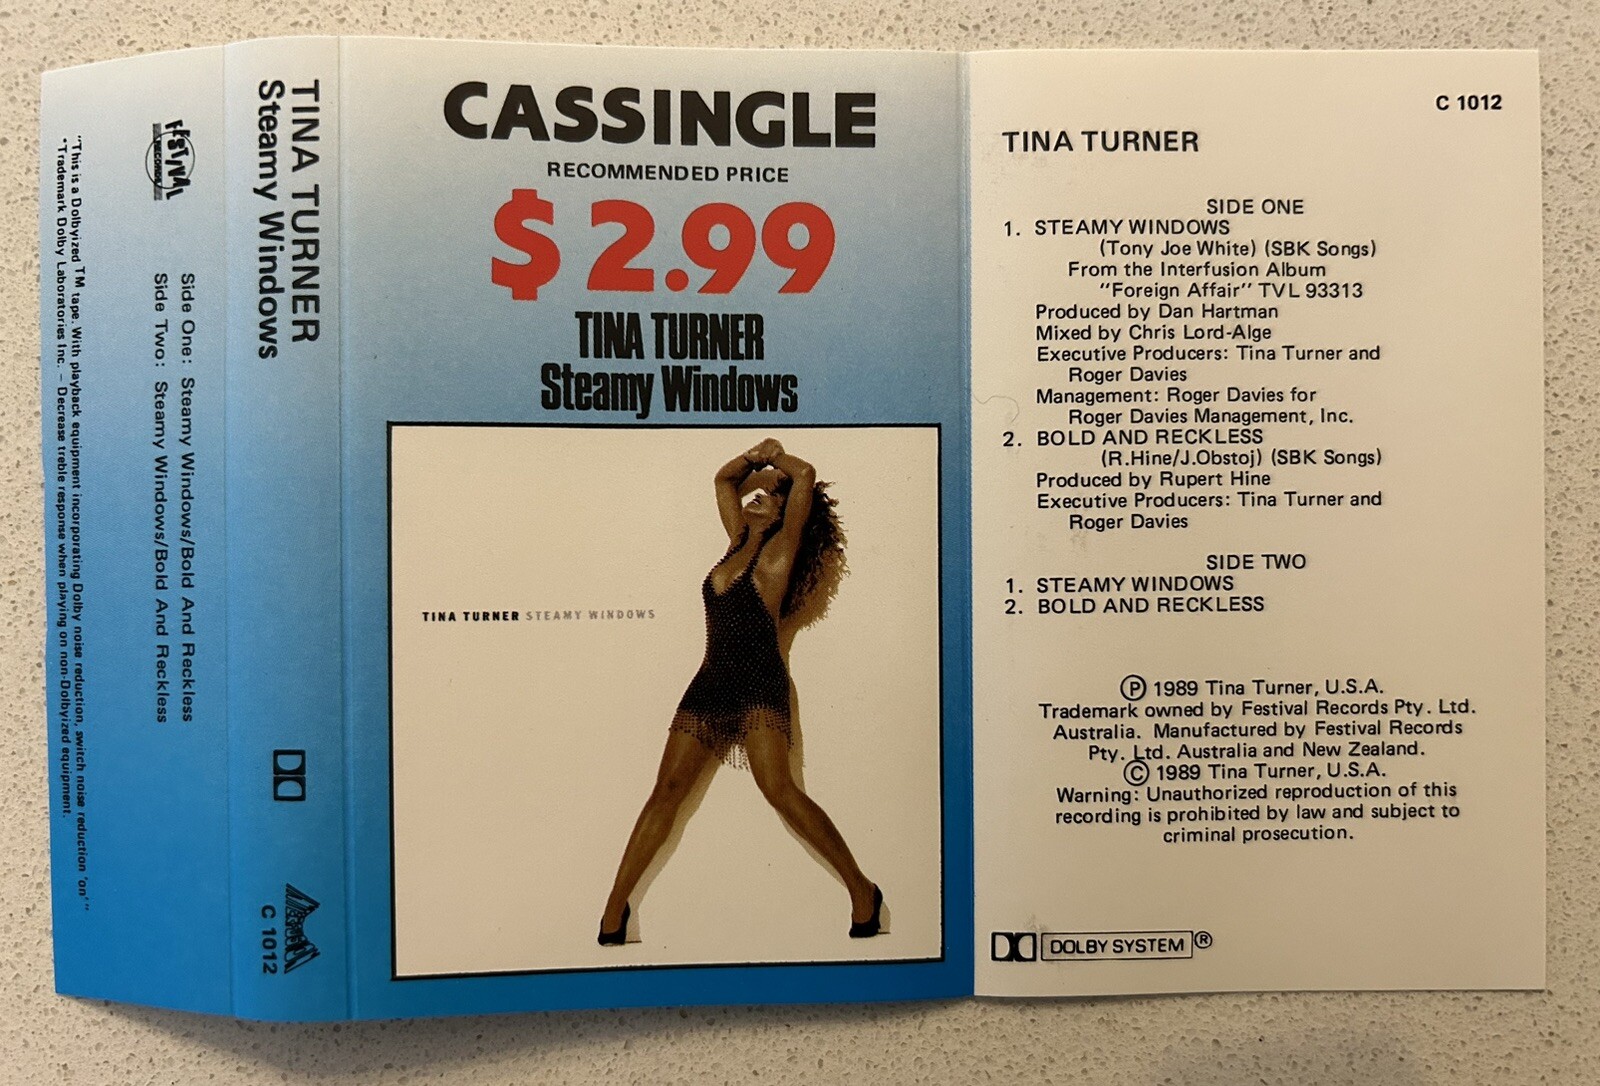 "This is a Dolbyized TM tape. With playback equipment incorporating Dolby noise reduction, switch noise reduction 'on'"
"Trademark Dolby Laboratories Inc. – Decrease treble response when playing on non-Dolbyized equipment.
FESTIVAL
RECORDS
Side One: Steamy Windows/Bold And Reckless
Side Two: Steamy Windows/Bold And Reckless
TINA TURNER
Steamy Windows
C 1012
CASSINGLE
RECOMMENDED PRICE
$2.99
TINA TURNER
Steamy Windows
TINA TURNER STEAMY WINDOWS
C 1012
TINA TURNER
SIDE ONE
1. STEAMY WINDOWS
(Tony Joe White) (SBK Songs)
From the Interfusion Album
"Foreign Affair" TVL 93313
Produced by Dan Hartman
Mixed by Chris Lord-Alge
Executive Producers: Tina Turner and
Roger Davies
Management: Roger Davies for
Roger Davies Management, Inc.
2. BOLD AND RECKLESS
(R.Hine/J.Obstoj) (SBK Songs)
Produced by Rupert Hine
Executive Producers: Tina Turner and
Roger Davies
SIDE TWO
1. STEAMY WINDOWS
2. BOLD AND RECKLESS
Ⓟ 1989 Tina Turner, U.S.A.
Trademark owned by Festival Records Pty. Ltd.
Australia. Manufactured by Festival Records
Pty. Ltd. Australia and New Zealand.
© 1989 Tina Turner, U.S.A.
Warning: Unauthorized reproduction of this
recording is prohibited by law and subject to
criminal prosecution.
DOLBY SYSTEM ®